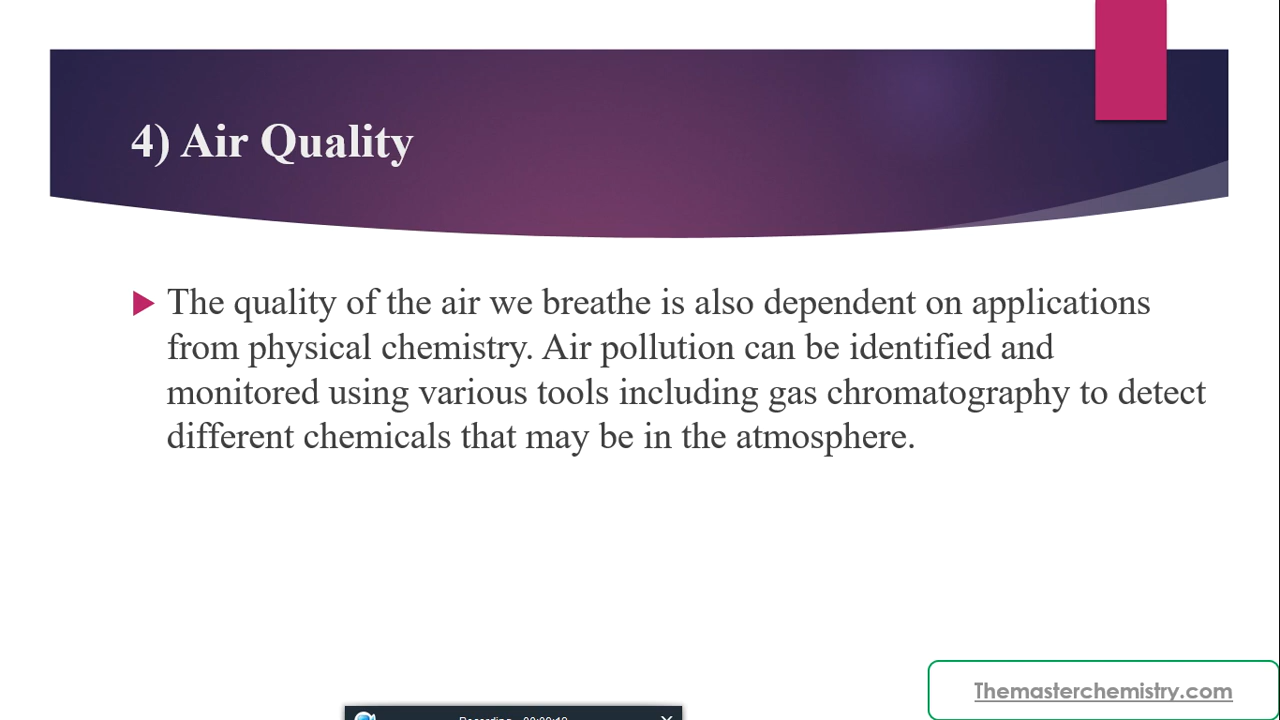 4) Air Quality
The quality of the air we breathe is also dependent on applications
from physical chemistry. Air pollution can be identified and
monitored using various tools including gas chromatography to detect
different chemicals that may be in the atmosphere.
Themasterchemistry.com